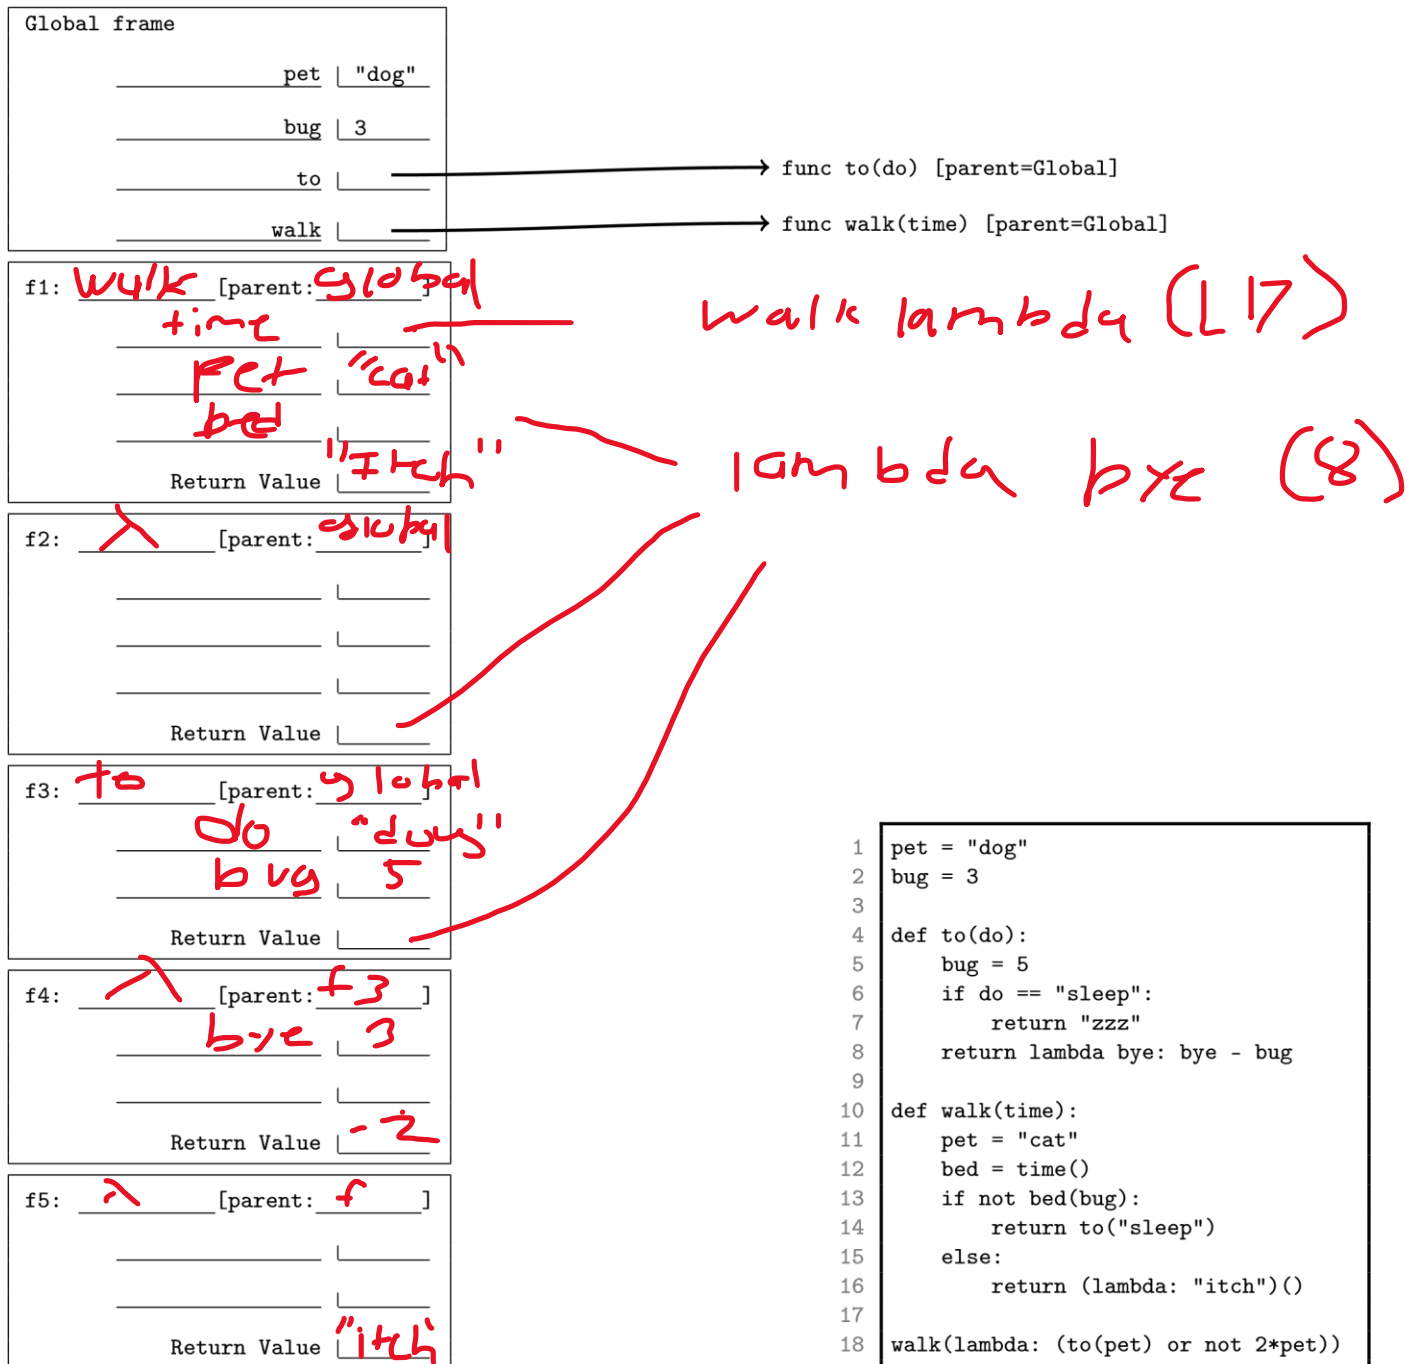 Global frame
pet "dog"
bug 3
to
func to(do) [parent=Global]
walk
func walk(time) [parent=Global]
f1: walk [parent: global]
time
walk lambda (L17)
pet "cat"
bed
lambda bye (8)
Return Value "Itch"
f2: λ [parent: global]
Return Value
f3: to [parent: global]
do "dog"
bug 5
Return Value
f4: λ [parent: f3]
bye 3
Return Value -2
f5: λ [parent: f ]
Return Value "itch"
1 pet = "dog"
2 bug = 3
3
4 def to(do):
5 bug = 5
6 if do == "sleep":
7 return "zzz"
8 return lambda bye: bye - bug
9
10 def walk(time):
11 pet = "cat"
12 bed = time()
13 if not bed(bug):
14 return to("sleep")
15 else:
16 return (lambda: "itch")()
17
18 walk(lambda: (to(pet) or not 2*pet))